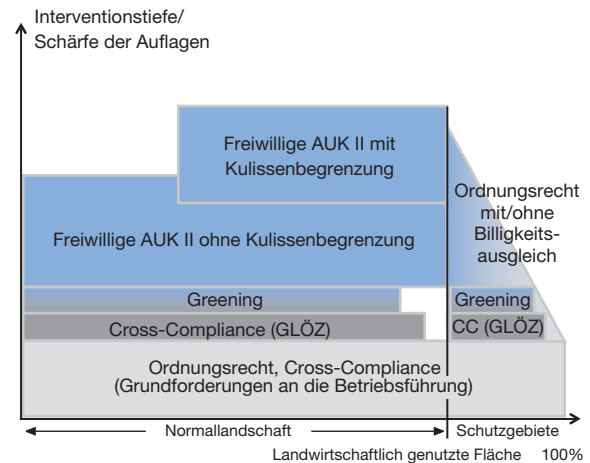 Interventionstiefe/
Schärfe der Auflagen
Freiwillige AUK II mit
Kulissenbegrenzung
Ordnungsrecht
mit/ohne
Billigkeits-
ausgleich
Freiwillige AUK II ohne Kulissenbegrenzung
Greening
Greening
Cross-Compliance (GLÖZ)
CC (GLÖZ)
Ordnungsrecht, Cross-Compliance
(Grundforderungen an die Betriebsführung)
Normallandschaft
Schutzgebiete
Landwirtschaftlich genutzte Fläche 100%